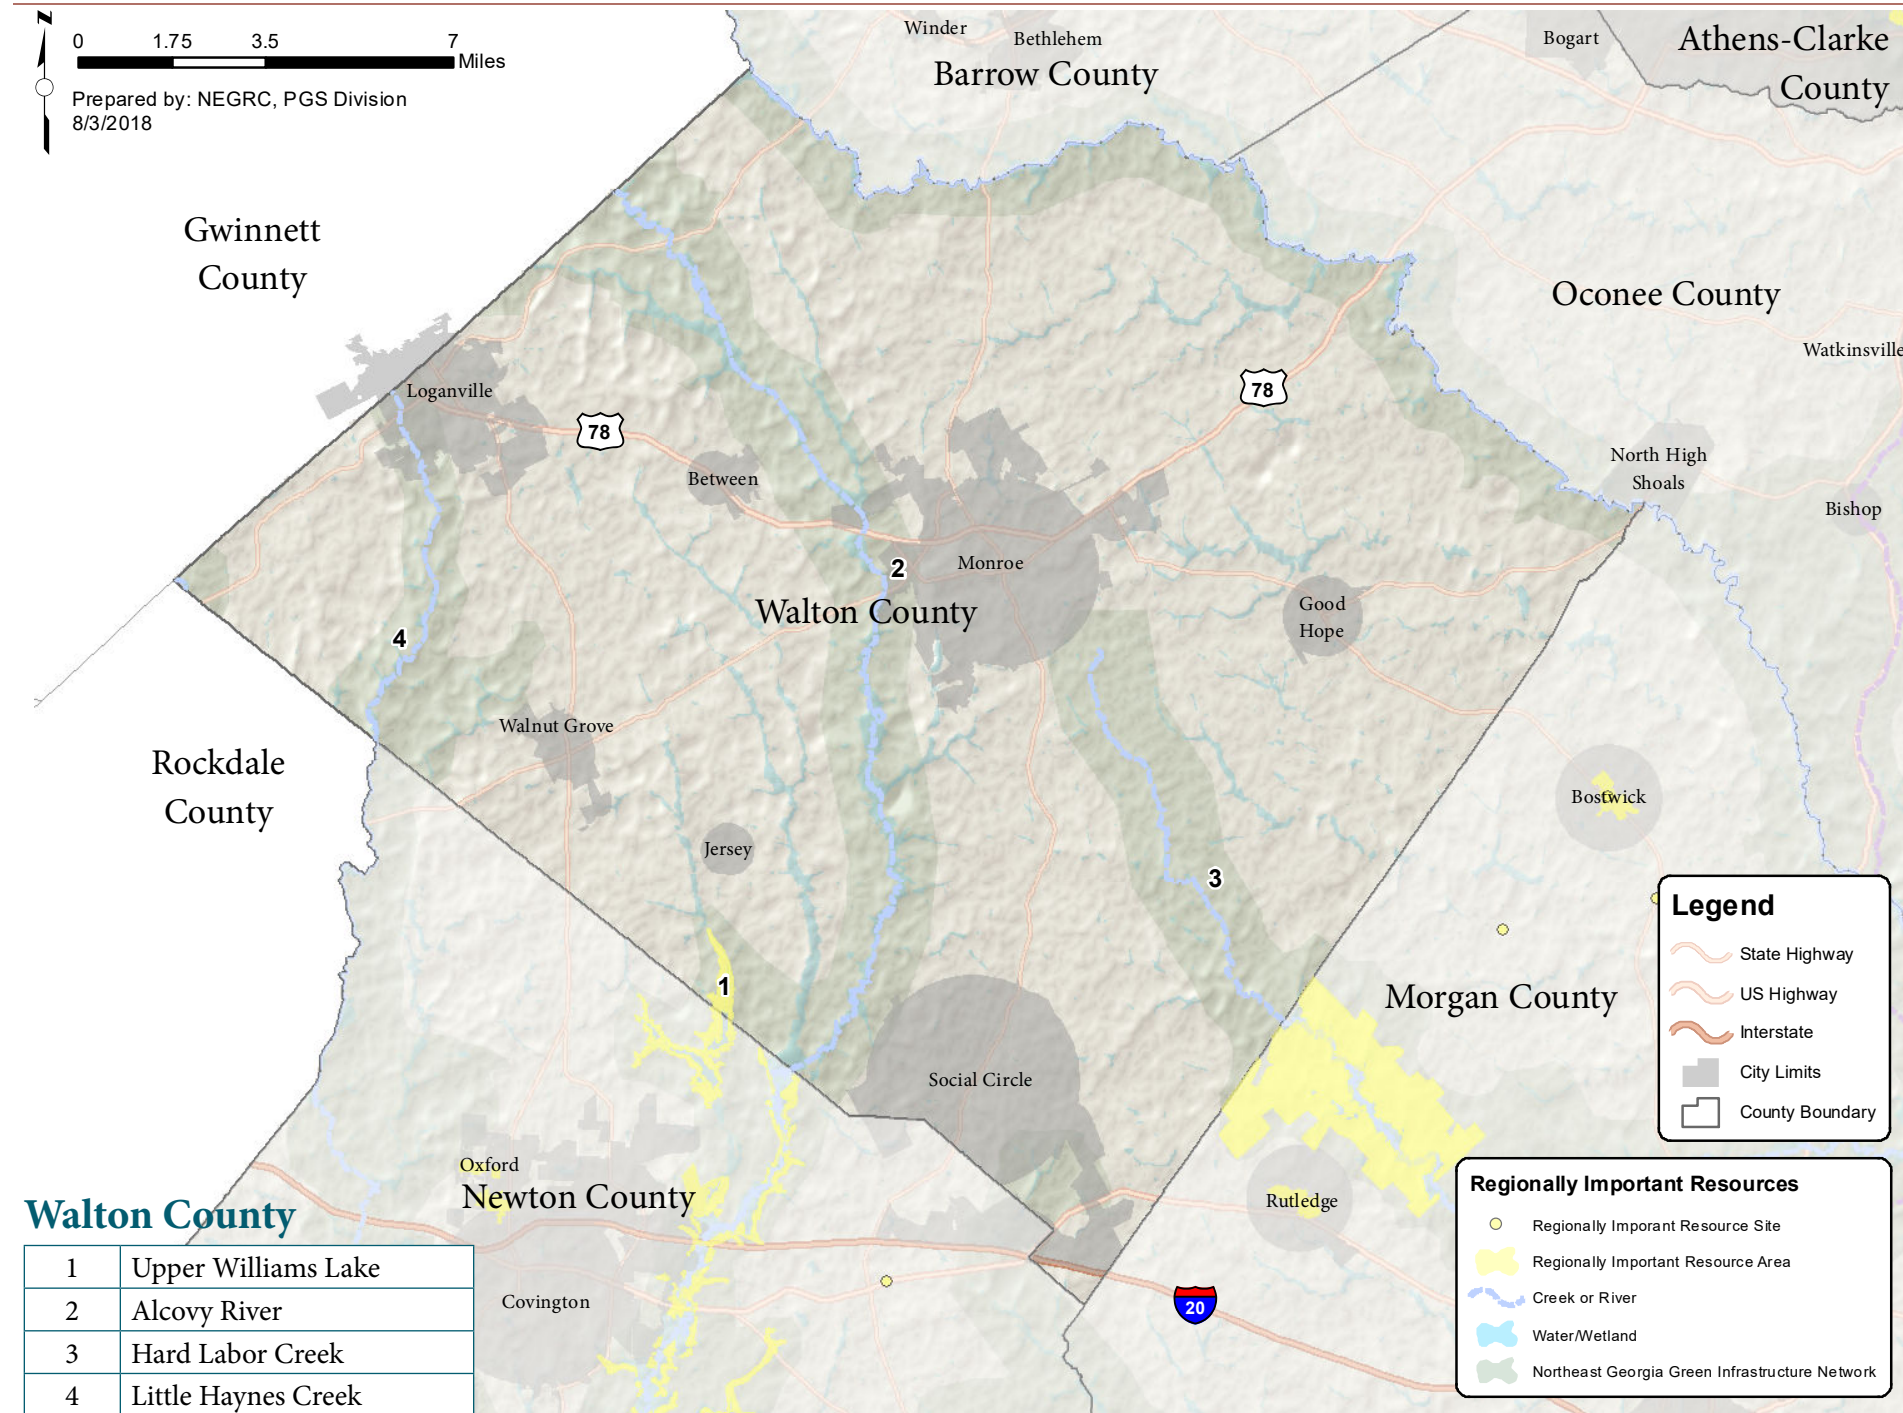 N
0 1.75 3.5 7
Miles
Prepared by: NEGRC, PGS Division
8/3/2018
Winder
Bethlehem
Barrow County
Bogart
Athens-Clarke
County
Gwinnett
County
Oconee County
Watkinsville
Loganville
78
78
Between
North High
Shoals
Bishop
2
Monroe
Walton County
Good
Hope
4
Walnut Grove
Rockdale
County
Bostwick
Jersey
3
1
Morgan County
Social Circle
Oxford
Newton County
Rutledge
Covington
20
Legend
State Highway
US Highway
Interstate
City Limits
County Boundary
Regionally Important Resources
Regionally Imporant Resource Site
Regionally Important Resource Area
Creek or River
Water/Wetland
Northeast Georgia Green Infrastructure Network
Walton County
1 Upper Williams Lake
2 Alcovy River
3 Hard Labor Creek
4 Little Haynes Creek